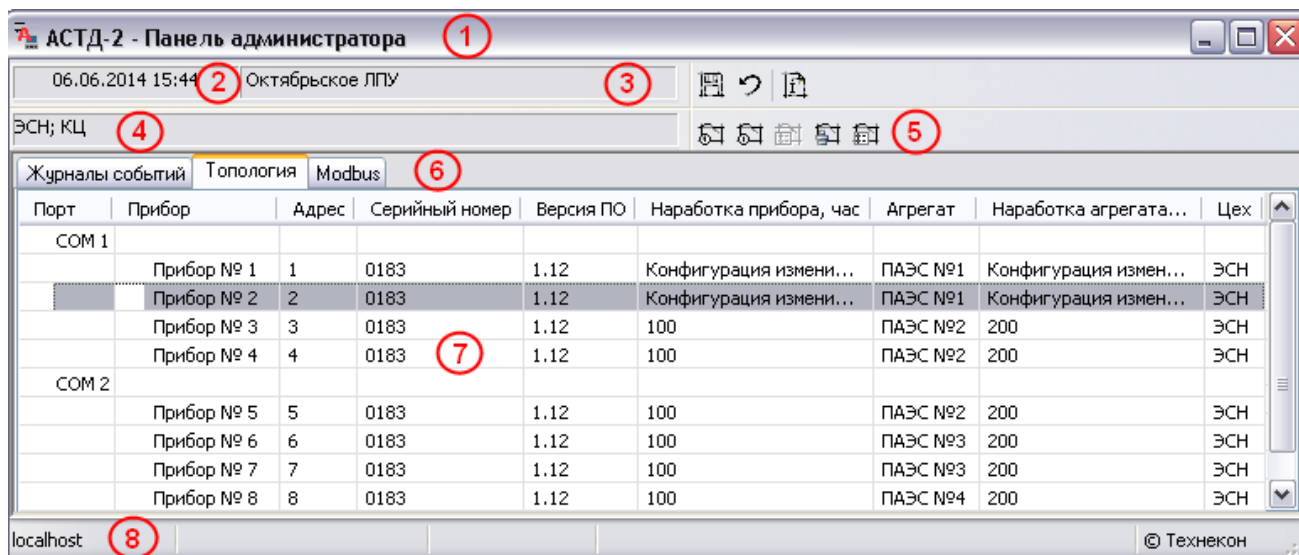 АСТД-2 - Панель администратора 1
06.06.2014 15:44 2 Октябрьское ЛПУ 3
ЭСН; КЦ 4 5
Журналы событий Топология Modbus 6
Порт Прибор Адрес Серийный номер Версия ПО Наработка прибора, час Агрегат Наработка агрегата... Цех
COM 1
Прибор № 1 1 0183 1.12 Конфигурация измени... ПАЭС №1 Конфигурация измен... ЭСН
Прибор № 2 2 0183 1.12 Конфигурация измени... ПАЭС №1 Конфигурация измен... ЭСН
Прибор № 3 3 0183 1.12 100 ПАЭС №2 200 ЭСН
Прибор № 4 4 0183 7 1.12 100 ПАЭС №2 200 ЭСН
COM 2
Прибор № 5 5 0183 1.12 100 ПАЭС №2 200 ЭСН
Прибор № 6 6 0183 1.12 100 ПАЭС №3 200 ЭСН
Прибор № 7 7 0183 1.12 100 ПАЭС №3 200 ЭСН
Прибор № 8 8 0183 1.12 100 ПАЭС №4 200 ЭСН
localhost 8 © Технекон